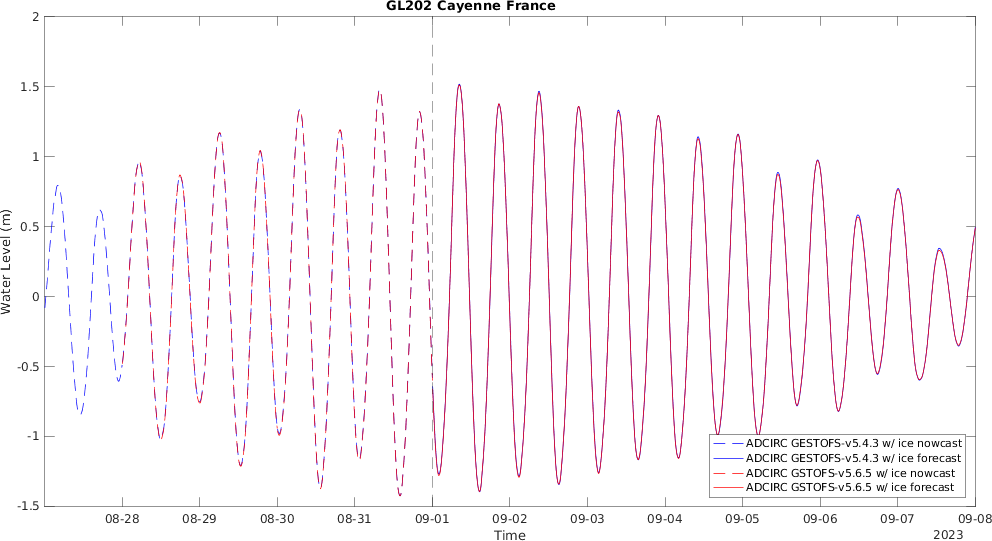 GL202 Cayenne France
2
1.5
1
0.5
0
-0.5
-1
-1.5
Water Level (m)
ADCIRC GESTOFS-v5.4.3 w/ ice nowcast
ADCIRC GESTOFS-v5.4.3 w/ ice forecast
ADCIRC GSTOFS-v5.6.5 w/ ice nowcast
ADCIRC GSTOFS-v5.6.5 w/ ice forecast
08-28 08-29 08-30 08-31 09-01 09-02 09-03 09-04 09-05 09-06 09-07 09-08
Time
2023